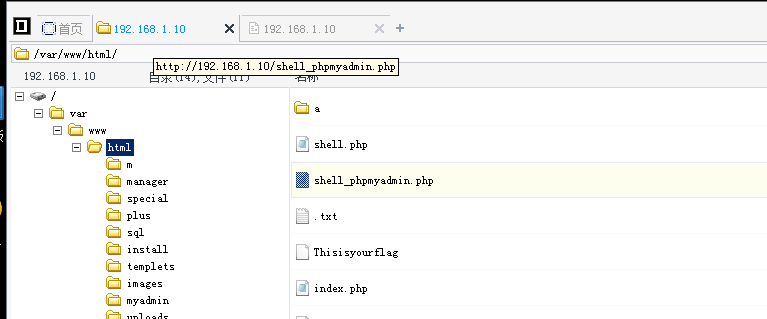 首页 192.168.1.10 192.168.1.10
/var/www/html/
http://192.168.1.10/shell_phpmyadmin.php
192.168.1.10 目录(14),文件(11) 名称
/
var
www
html
m
manager
special
plus
sql
install
templets
images
myadmin
uploads
a
shell.php
shell_phpmyadmin.php
.txt
Thisisyourflag
index.php